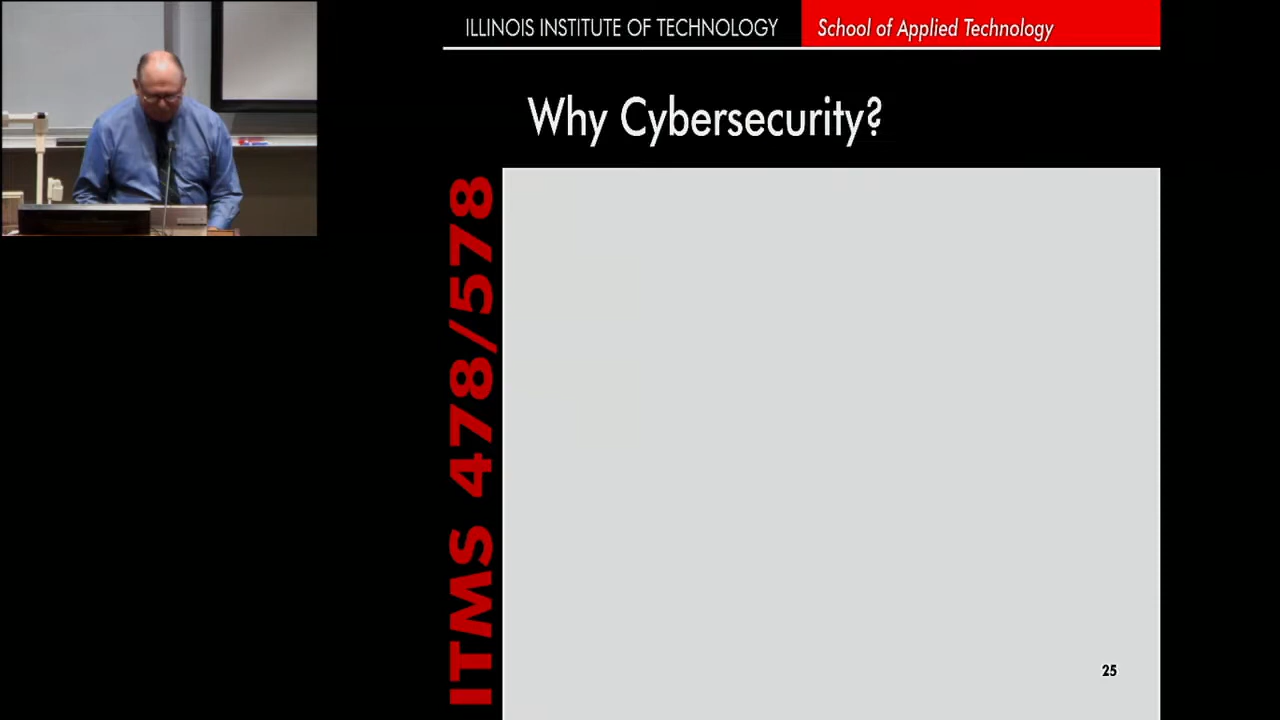 ILLINOIS INSTITUTE OF TECHNOLOGY
School of Applied Technology
Why Cybersecurity?
ITMS 478/578
25